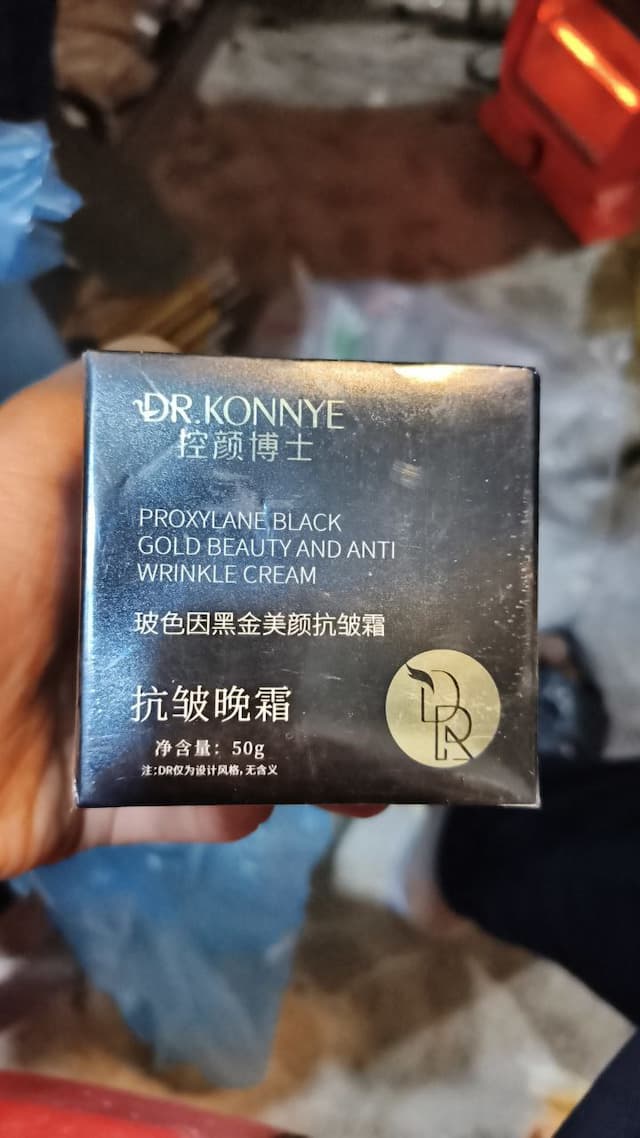 DR.KONNYE
控颜博士
PROXYLANE BLACK
GOLD BEAUTY AND ANTI
WRINKLE CREAM
玻色因黑金美颜抗皱霜
抗皱晚霜
净含量：50g
注：DR仅为设计风格，无含义
DR